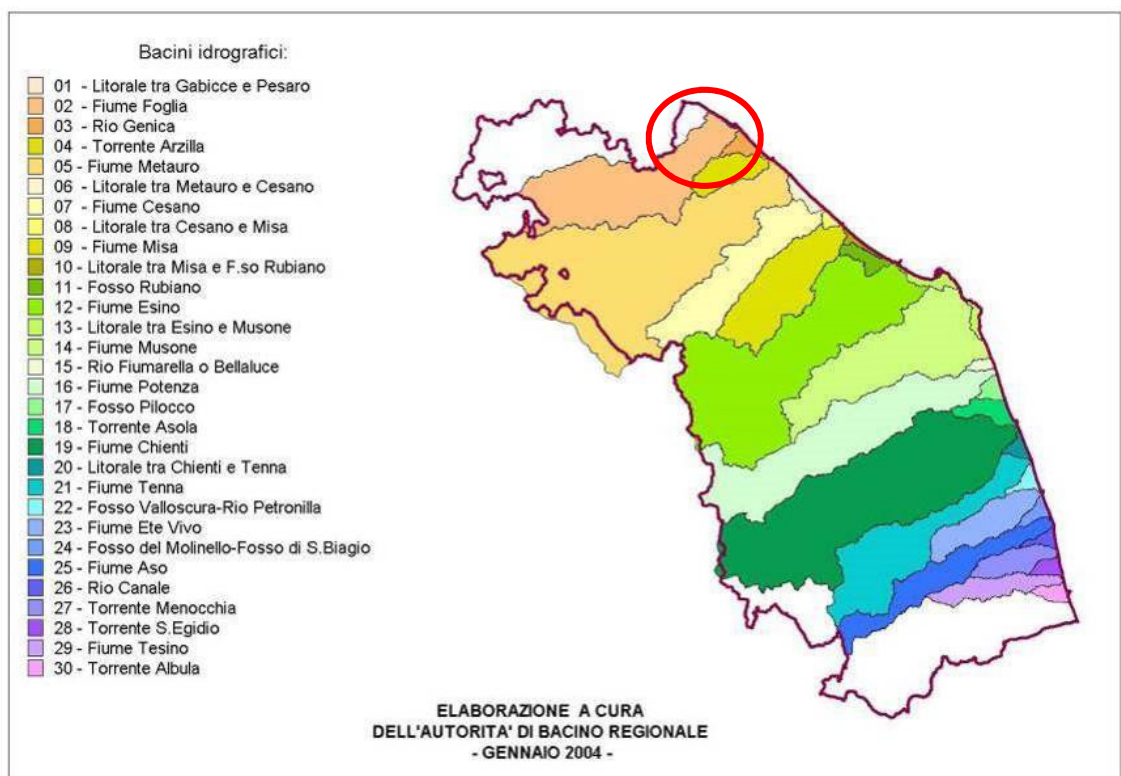 Bacini idrografici:
01 - Litorale tra Gabicce e Pesaro
02 - Fiume Foglia
03 - Rio Genica
04 - Torrente Arzilla
05 - Fiume Metauro
06 - Litorale tra Metauro e Cesano
07 - Fiume Cesano
08 - Litorale tra Cesano e Misa
09 - Fiume Misa
10 - Litorale tra Misa e F.so Rubiano
11 - Fosso Rubiano
12 - Fiume Esino
13 - Litorale tra Esino e Musone
14 - Fiume Musone
15 - Rio Fiumarella o Bellaluce
16 - Fiume Potenza
17 - Fosso Pilocco
18 - Torrente Asola
19 - Fiume Chienti
20 - Litorale tra Chienti e Tenna
21 - Fiume Tenna
22 - Fosso Valloscura-Rio Petronilla
23 - Fiume Ete Vivo
24 - Fosso del Molinello-Fosso di S.Biagio
25 - Fiume Aso
26 - Rio Canale
27 - Torrente Menocchia
28 - Torrente S.Egidio
29 - Fiume Tesino
30 - Torrente Albula
ELABORAZIONE A CURA
DELL'AUTORITA' DI BACINO REGIONALE
- GENNAIO 2004 -